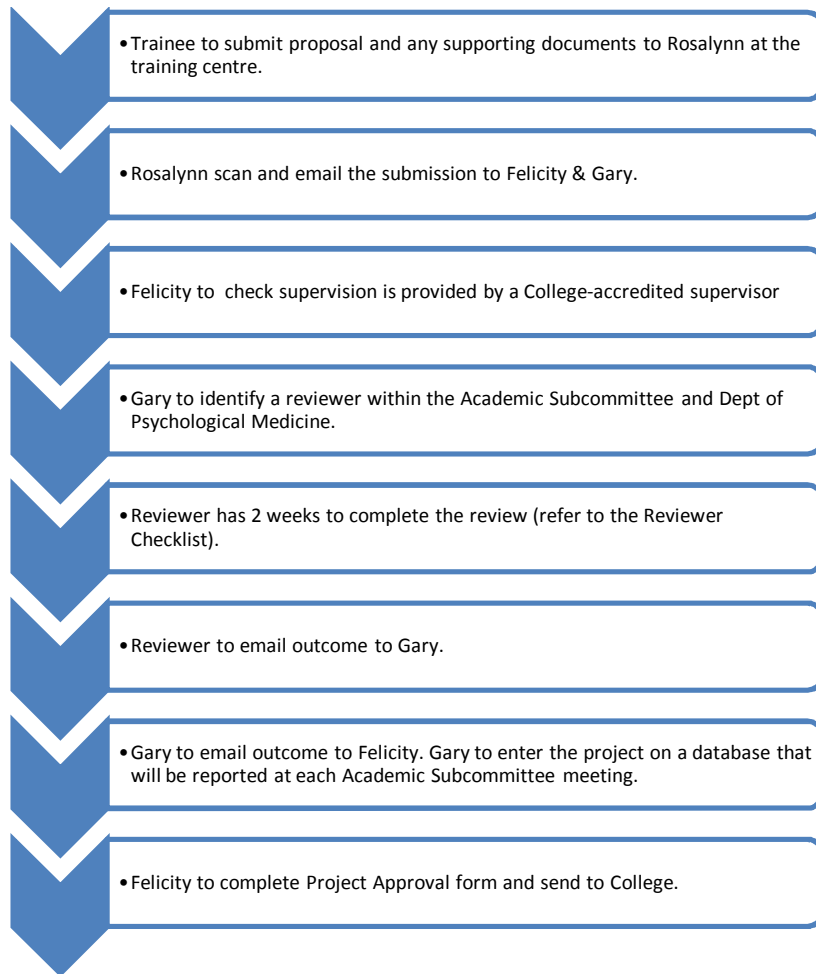 •Trainee to submit proposal and any supporting documents to Rosalynn at the
training centre.
•Rosalynn scan and email the submission to Felicity & Gary.
•Felicity to check supervision is provided by a College-accredited supervisor
•Gary to identify a reviewer within the Academic Subcommittee and Dept of
Psychological Medicine.
•Reviewer has 2 weeks to complete the review (refer to the Reviewer
Checklist).
•Reviewer to email outcome to Gary.
•Gary to email outcome to Felicity. Gary to enter the project on a database that
will be reported at each Academic Subcommittee meeting.
•Felicity to complete Project Approval form and send to College.